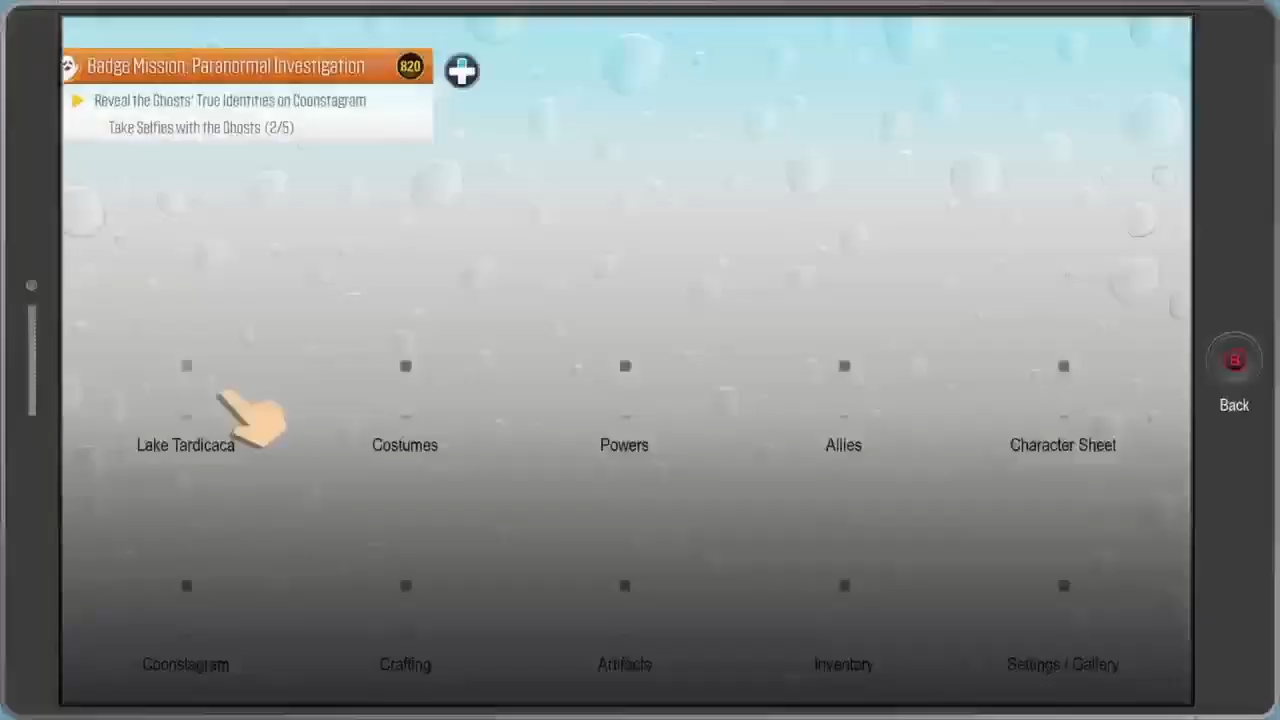 Badge Mission: Paranormal Investigation 820
Reveal the Ghosts' True Identities on Coonstagram
Take Selfies with the Ghosts (2/5)
B
Back
Lake Tardicaca
Costumes
Powers
Allies
Character Sheet
Coonstagram
Crafting
Artifacts
Inventory
Settings / Gallery